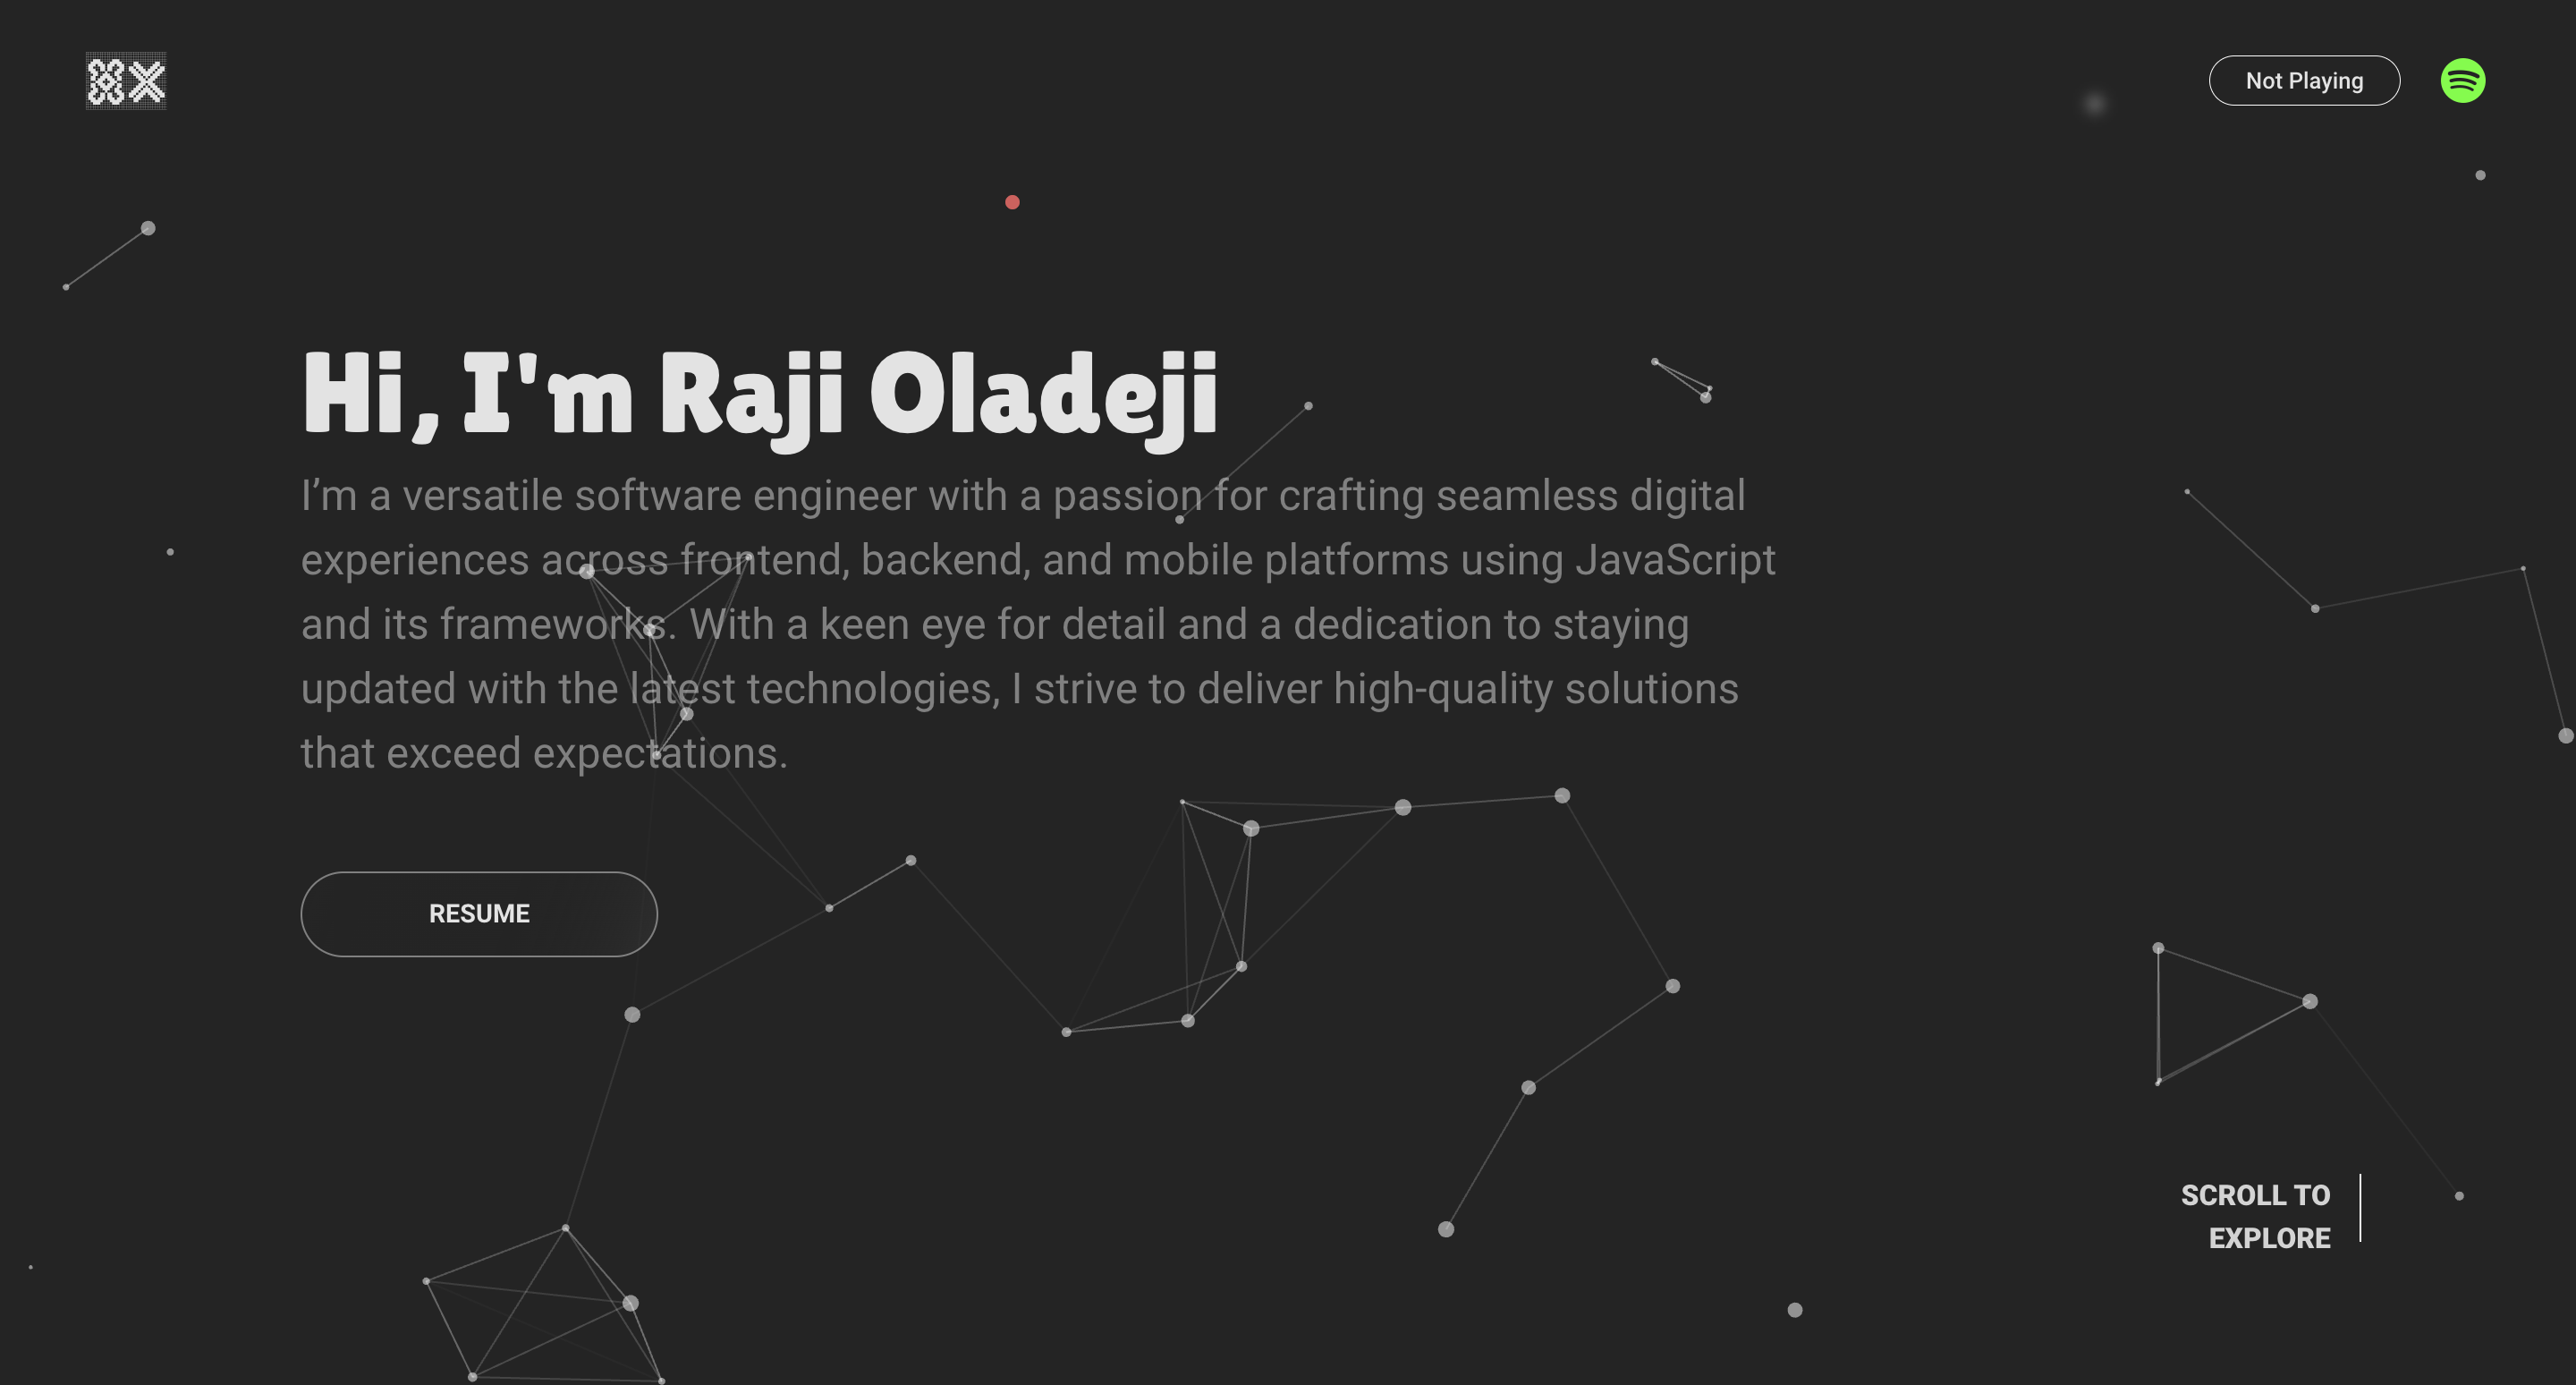 Not Playing
Hi, I'm Raji Oladeji
I’m a versatile software engineer with a passion for crafting seamless digital
experiences across frontend, backend, and mobile platforms using JavaScript
and its frameworks. With a keen eye for detail and a dedication to staying
updated with the latest technologies, I strive to deliver high-quality solutions
that exceed expectations.
RESUME
SCROLL TO
EXPLORE